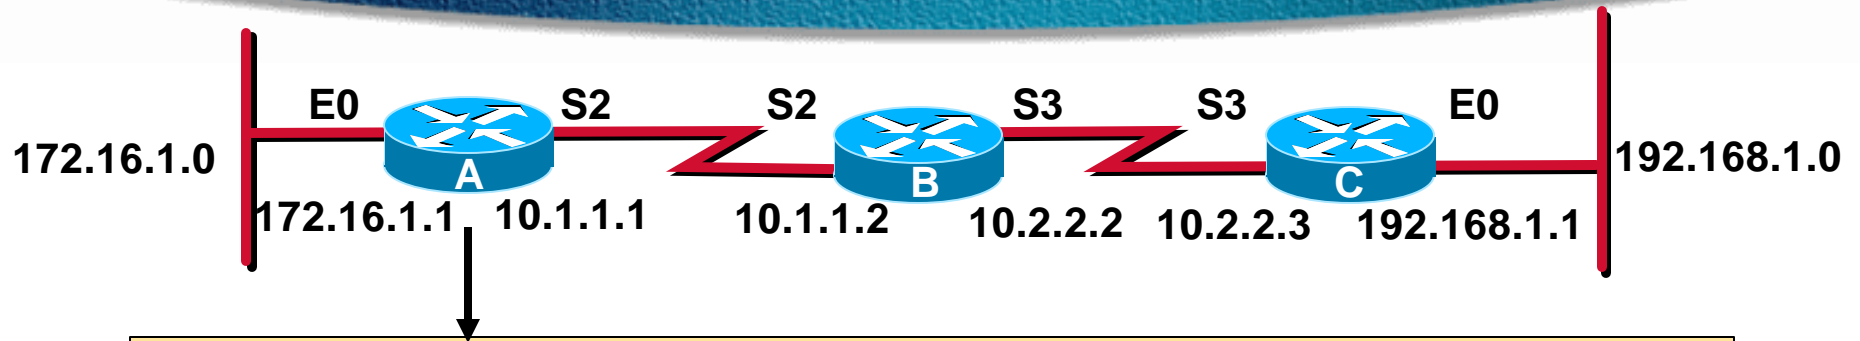 E0 S2 S2 S3 S3 E0
172.16.1.0 A B C 192.168.1.0
172.16.1.1 10.1.1.1 10.1.1.2 10.2.2.2 10.2.2.3 192.168.1.1